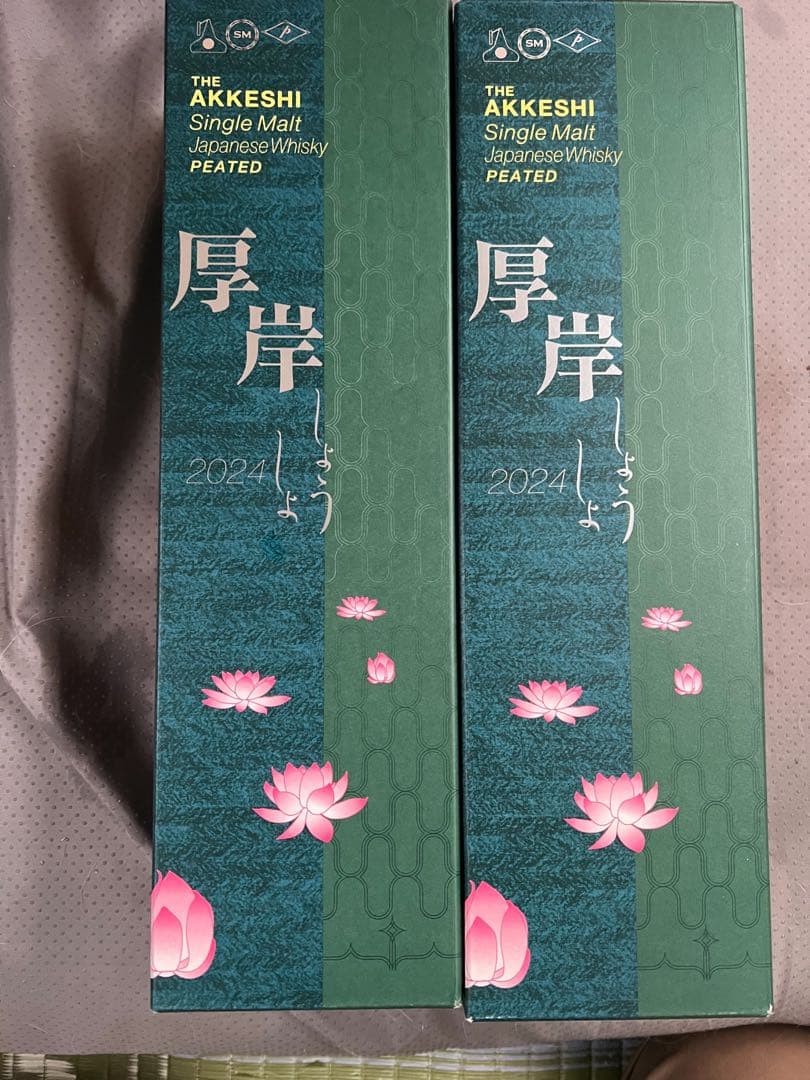 SM
THE
AKKESHI
Single Malt
Japanese Whisky
PEATED
厚岸
2024
しょうしょ
SM
THE
AKKESHI
Single Malt
Japanese Whisky
PEATED
厚岸
2024
しょうしょ